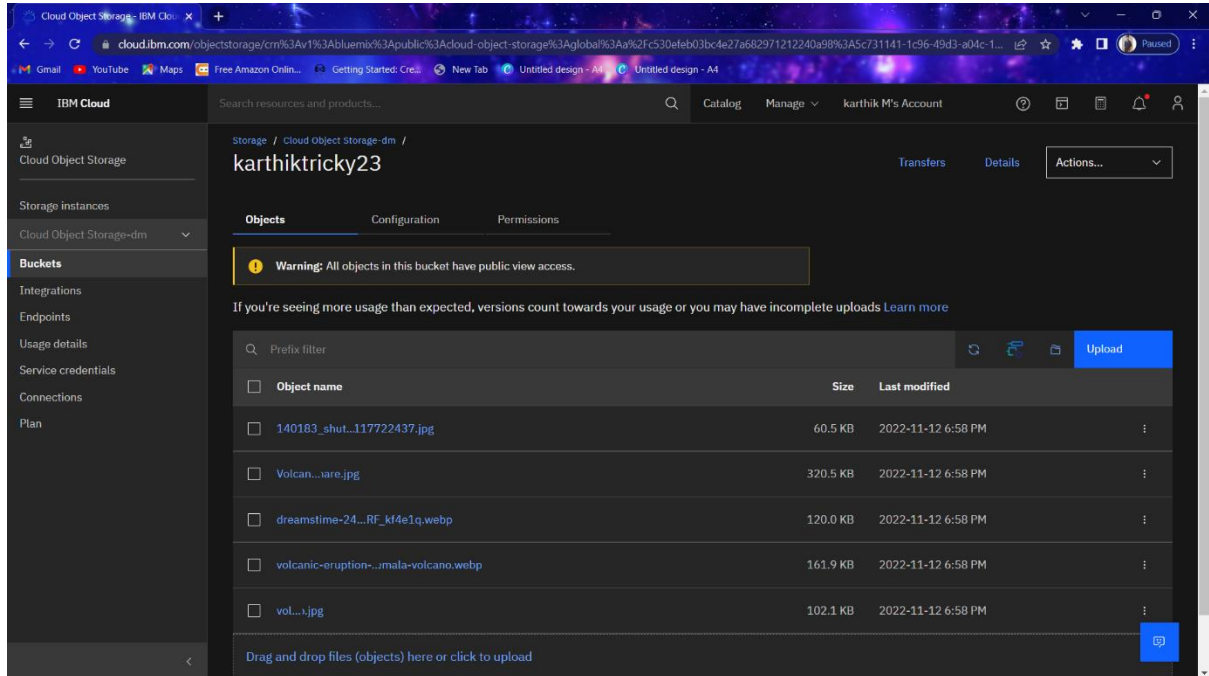 Cloud Object Storage - IBM Clou
cloud.ibm.com/objectstorage/crn%3Av1%3Abluemix%3Apublic%3Acloud-object-storage%3Aglobal%3Aa%2Fc530efeb03bc4e27a682971212240a98%3A5c731141-1c96-49d3-a04c-1...
Paused
Gmail YouTube Maps Free Amazon Onlin... Getting Started: Cre... New Tab Untitled design - A4 Untitled design - A4
IBM Cloud
Search resources and products...
Catalog Manage karthik M's Account
Cloud Object Storage
Storage instances
Cloud Object Storage-dm
Buckets
Integrations
Endpoints
Usage details
Service credentials
Connections
Plan
Storage / Cloud Object Storage-dm /
karthiktricky23
Transfers Details Actions...
Objects Configuration Permissions
Warning: All objects in this bucket have public view access.
If you're seeing more usage than expected, versions count towards your usage or you may have incomplete uploads Learn more
Prefix filter
Upload
Object name Size Last modified
140183_shut...117722437.jpg 60.5 KB 2022-11-12 6:58 PM
Volcan...are.jpg 320.5 KB 2022-11-12 6:58 PM
dreamstime-24...RF_kf4e1q.webp 120.0 KB 2022-11-12 6:58 PM
volcanic-eruption-...mala-volcano.webp 161.9 KB 2022-11-12 6:58 PM
102.1 KB 2022-11-12 6:58 PM
Drag and drop files (objects) here or click to upload